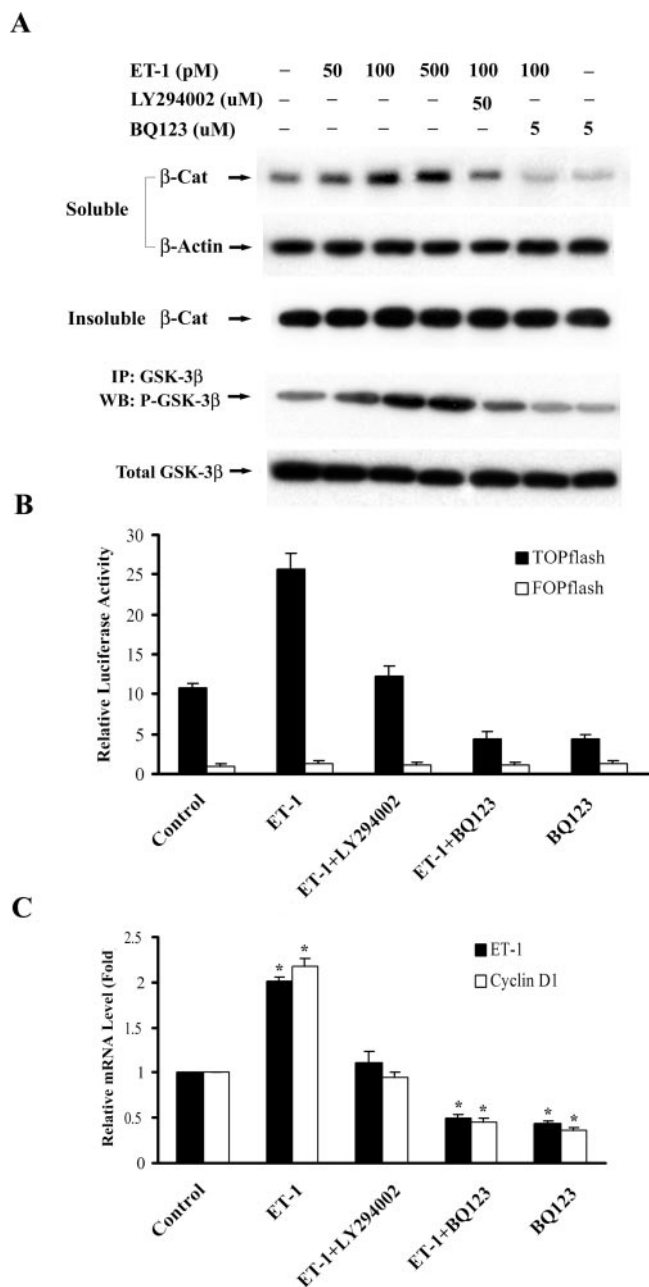 A
ET-1 (pM) – 50 100 500 100 100 –
LY294002 (uM) – – – – 50 – –
BQ123 (uM) – – – – – 5 5
β-Cat
Soluble
β-Actin
Insoluble β-Cat
IP: GSK-3β
WB: P-GSK-3β
Total GSK-3β
B
Relative Luciferase Activity
30
25
20
15
10
5
0
TOPflash
FOPflash
Control
ET-1
ET-1+LY294002
ET-1+BQ123
BQ123
C
Relative mRNA Level (Fold
2.5
2
1.5
1
0.5
0
ET-1
Cyclin D1
* *
* *
* *
Control
ET-1
ET-1+LY294002
ET-1+BQ123
BQ123